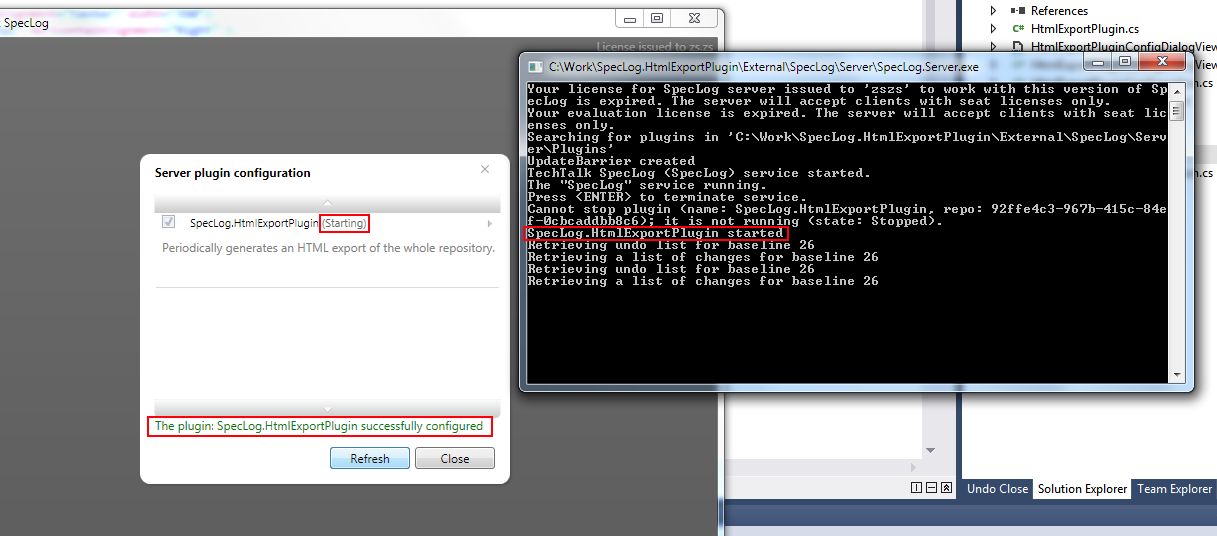 SpecLog
License issued to zs.zs
Server plugin configuration
SpecLog.HtmlExportPlugin (Starting)
Periodically generates an HTML export of the whole repository.
The plugin: SpecLog.HtmlExportPlugin successfully configured
Refresh
Close
C:\Work\SpecLog.HtmlExportPlugin\External\SpecLog\Server\SpecLog.Server.exe
Your license for SpecLog server issued to 'zszs' to work with this version of Sp
ecLog is expired. The server will accept clients with seat licenses only.
Your evaluation license is expired. The server will accept clients with seat lic
enses only.
Searching for plugins in 'C:\Work\SpecLog.HtmlExportPlugin\External\SpecLog\Serv
er\Plugins'
UpdateBarrier created
TechTalk SpecLog (SpecLog) service started.
The "SpecLog" service running.
Press <ENTER> to terminate service.
Cannot stop plugin (name: SpecLog.HtmlExportPlugin, repo: 92ffe4c3-967b-415c-84e
f-0cbcaddbb8c6); it is not running (state: Stopped).
SpecLog.HtmlExportPlugin started
Retrieving undo list for baseline 26
Retrieving a list of changes for baseline 26
Retrieving undo list for baseline 26
Retrieving a list of changes for baseline 26
References
HtmlExportPlugin.cs
HtmlExportPluginConfigDialogView
Undo Close
Solution Explorer
Team Explorer